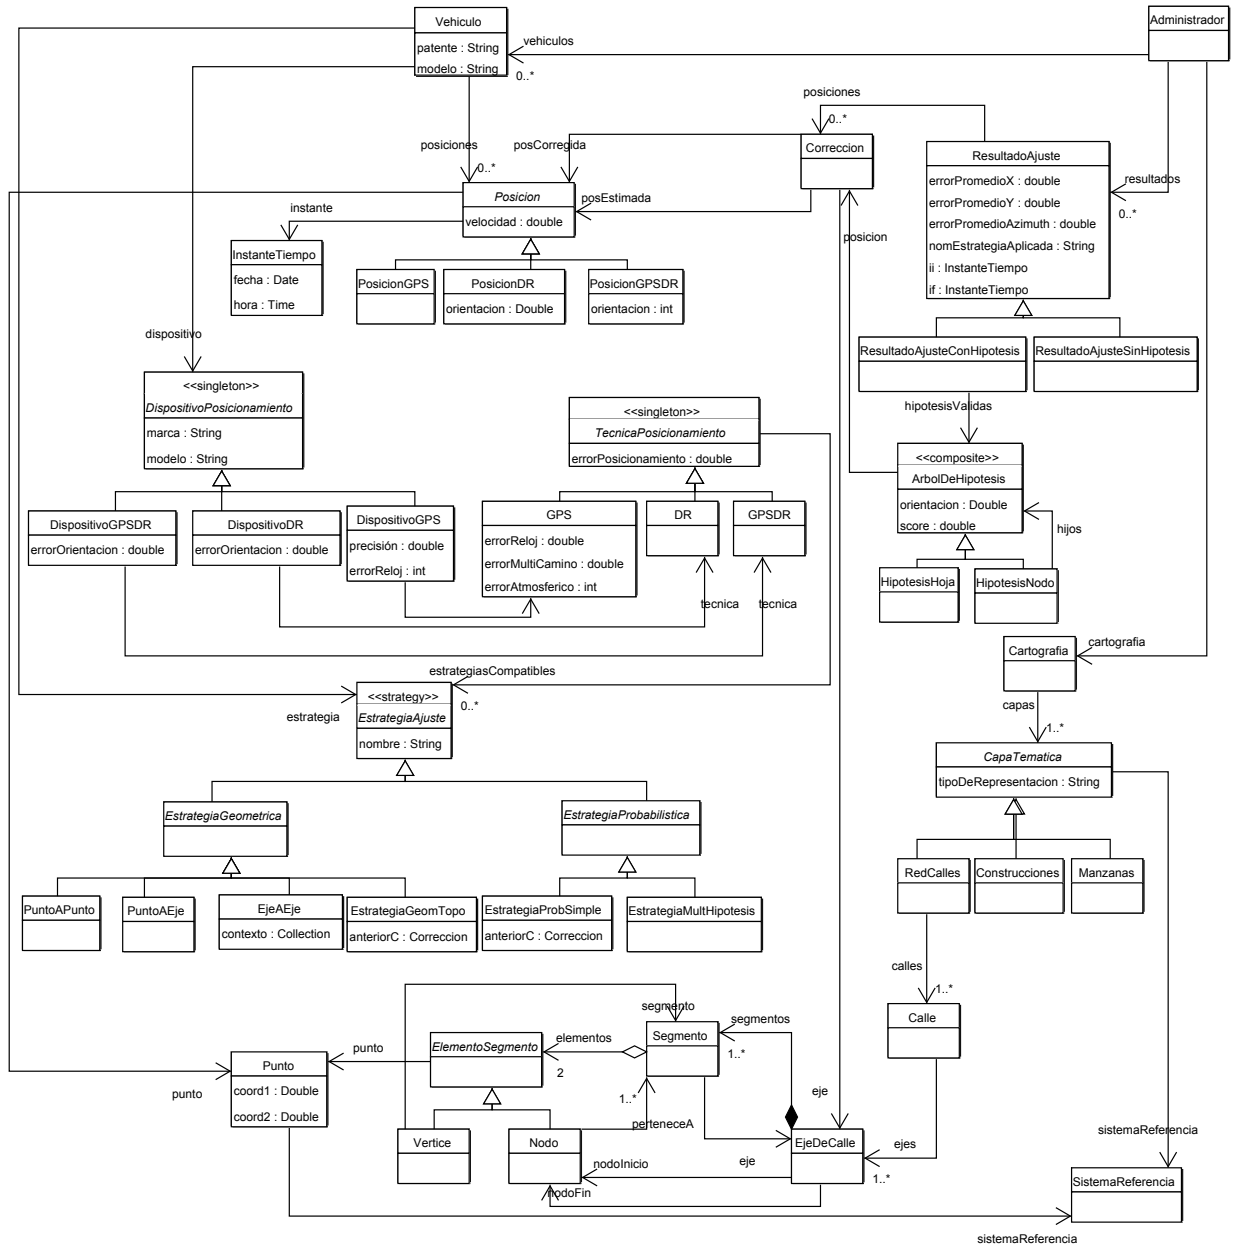 Vehiculo
patente : String
modelo : String
Administrador
vehiculos
0..*
posiciones
0..*
Correccion
posiciones
0..*
posCorregida
posEstimada
Posicion
velocidad : double
instante
InstanteTiempo
fecha : Date
hora : Time
PosicionGPS
PosicionDR
orientacion : Double
PosicionGPSDR
orientacion : int
posicion
ResultadoAjuste
errorPromedioX : double
errorPromedioY : double
errorPromedioAzimuth : double
nomEstrategiaAplicada : String
ii : InstanteTiempo
if : InstanteTiempo
resultados
0..*
ResultadoAjusteConHipotesis
ResultadoAjusteSinHipotesis
dispositivo
<<singleton>>
DispositivoPosicionamiento
marca : String
modelo : String
<<singleton>>
TecnicaPosicionamiento
errorPosicionamiento : double
hipotesisValidas
<<composite>>
ArbolDeHipotesis
orientacion : Double
score : double
hijos
DispositivoGPSDR
errorOrientacion : double
DispositivoDR
errorOrientacion : double
DispositivoGPS
precisión : double
errorReloj : int
GPS
errorReloj : double
errorMultiCamino : double
errorAtmosferico : int
DR
GPSDR
tecnica
tecnica
HipotesisHoja
HipotesisNodo
Cartografia
cartografia
estrategiasCompatibles
0..*
<<strategy>>
EstrategiaAjuste
nombre : String
estrategia
capas
1..*
CapaTematica
tipoDeRepresentacion : String
EstrategiaGeometrica
EstrategiaProbabilistica
RedCalles
Construcciones
Manzanas
PuntoAPunto
PuntoAEje
EjeAEje
contexto : Collection
EstrategiaGeomTopo
anteriorC : Correccion
EstrategiaProbSimple
anteriorC : Correccion
EstrategiaMultHipotesis
calles
1..*
Calle
segmento
Segmento
segmentos
1..*
ElementoSegmento
elementos
2
punto
Punto
coord1 : Double
coord2 : Double
punto
1..*
perteneceA
eje
Vertice
Nodo
EjeDeCalle
ejes
1..*
nodoInicio
eje
nodoFin
sistemaReferencia
SistemaReferencia
sistemaReferencia